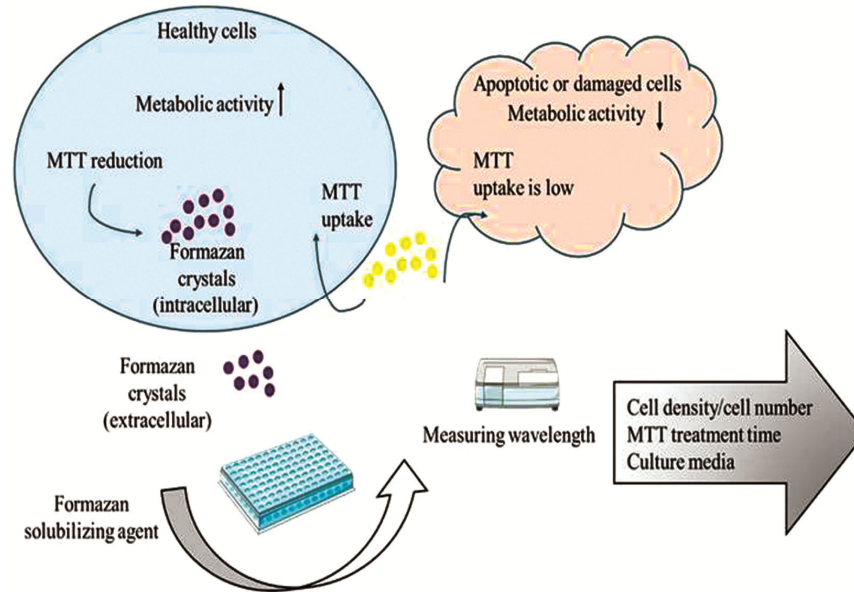 Healthy cells
Metabolic activity
MTT reduction
MTT
uptake
Formazan
crystals
(intracellular)
Apoptotic or damaged cells
Metabolic activity
MTT
uptake is low
Formazan
crystals
(extracellular)
Measuring wavelength
Cell density/cell number
MTT treatment time
Culture media
Formazan
solubilizing agent